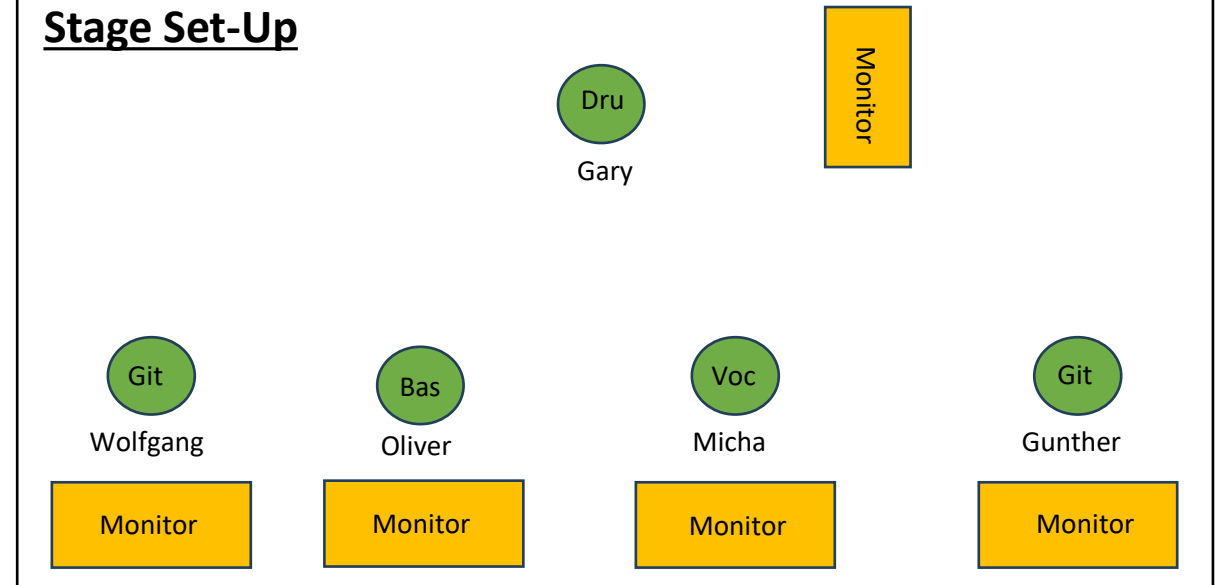 Stage Set-Up
Dru
Monitor
Gary
Git
Bas
Voc
Git
Wolfgang
Oliver
Micha
Gunther
Monitor
Monitor
Monitor
Monitor